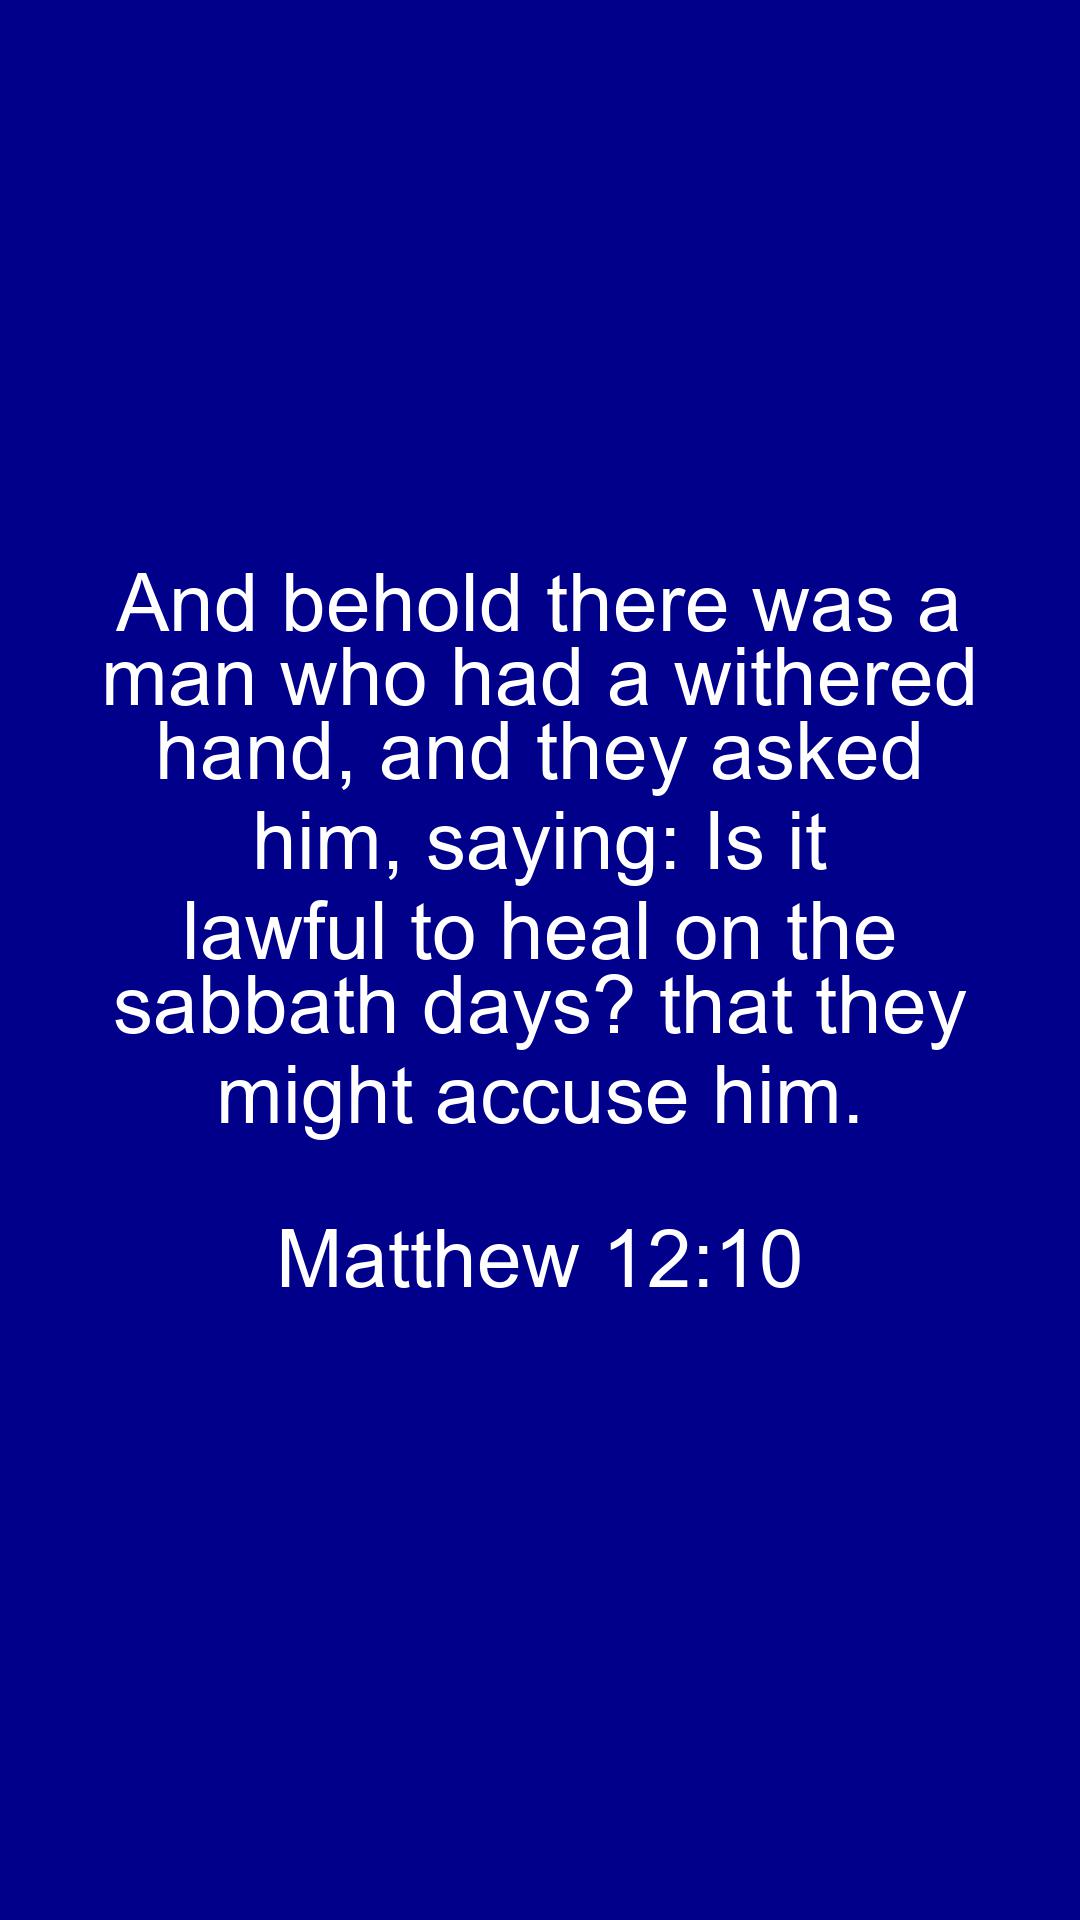 And behold there was a
man who had a withered
hand, and they asked
him, saying: Is it
lawful to heal on the
sabbath days? that they
might accuse him.
Matthew 12:10